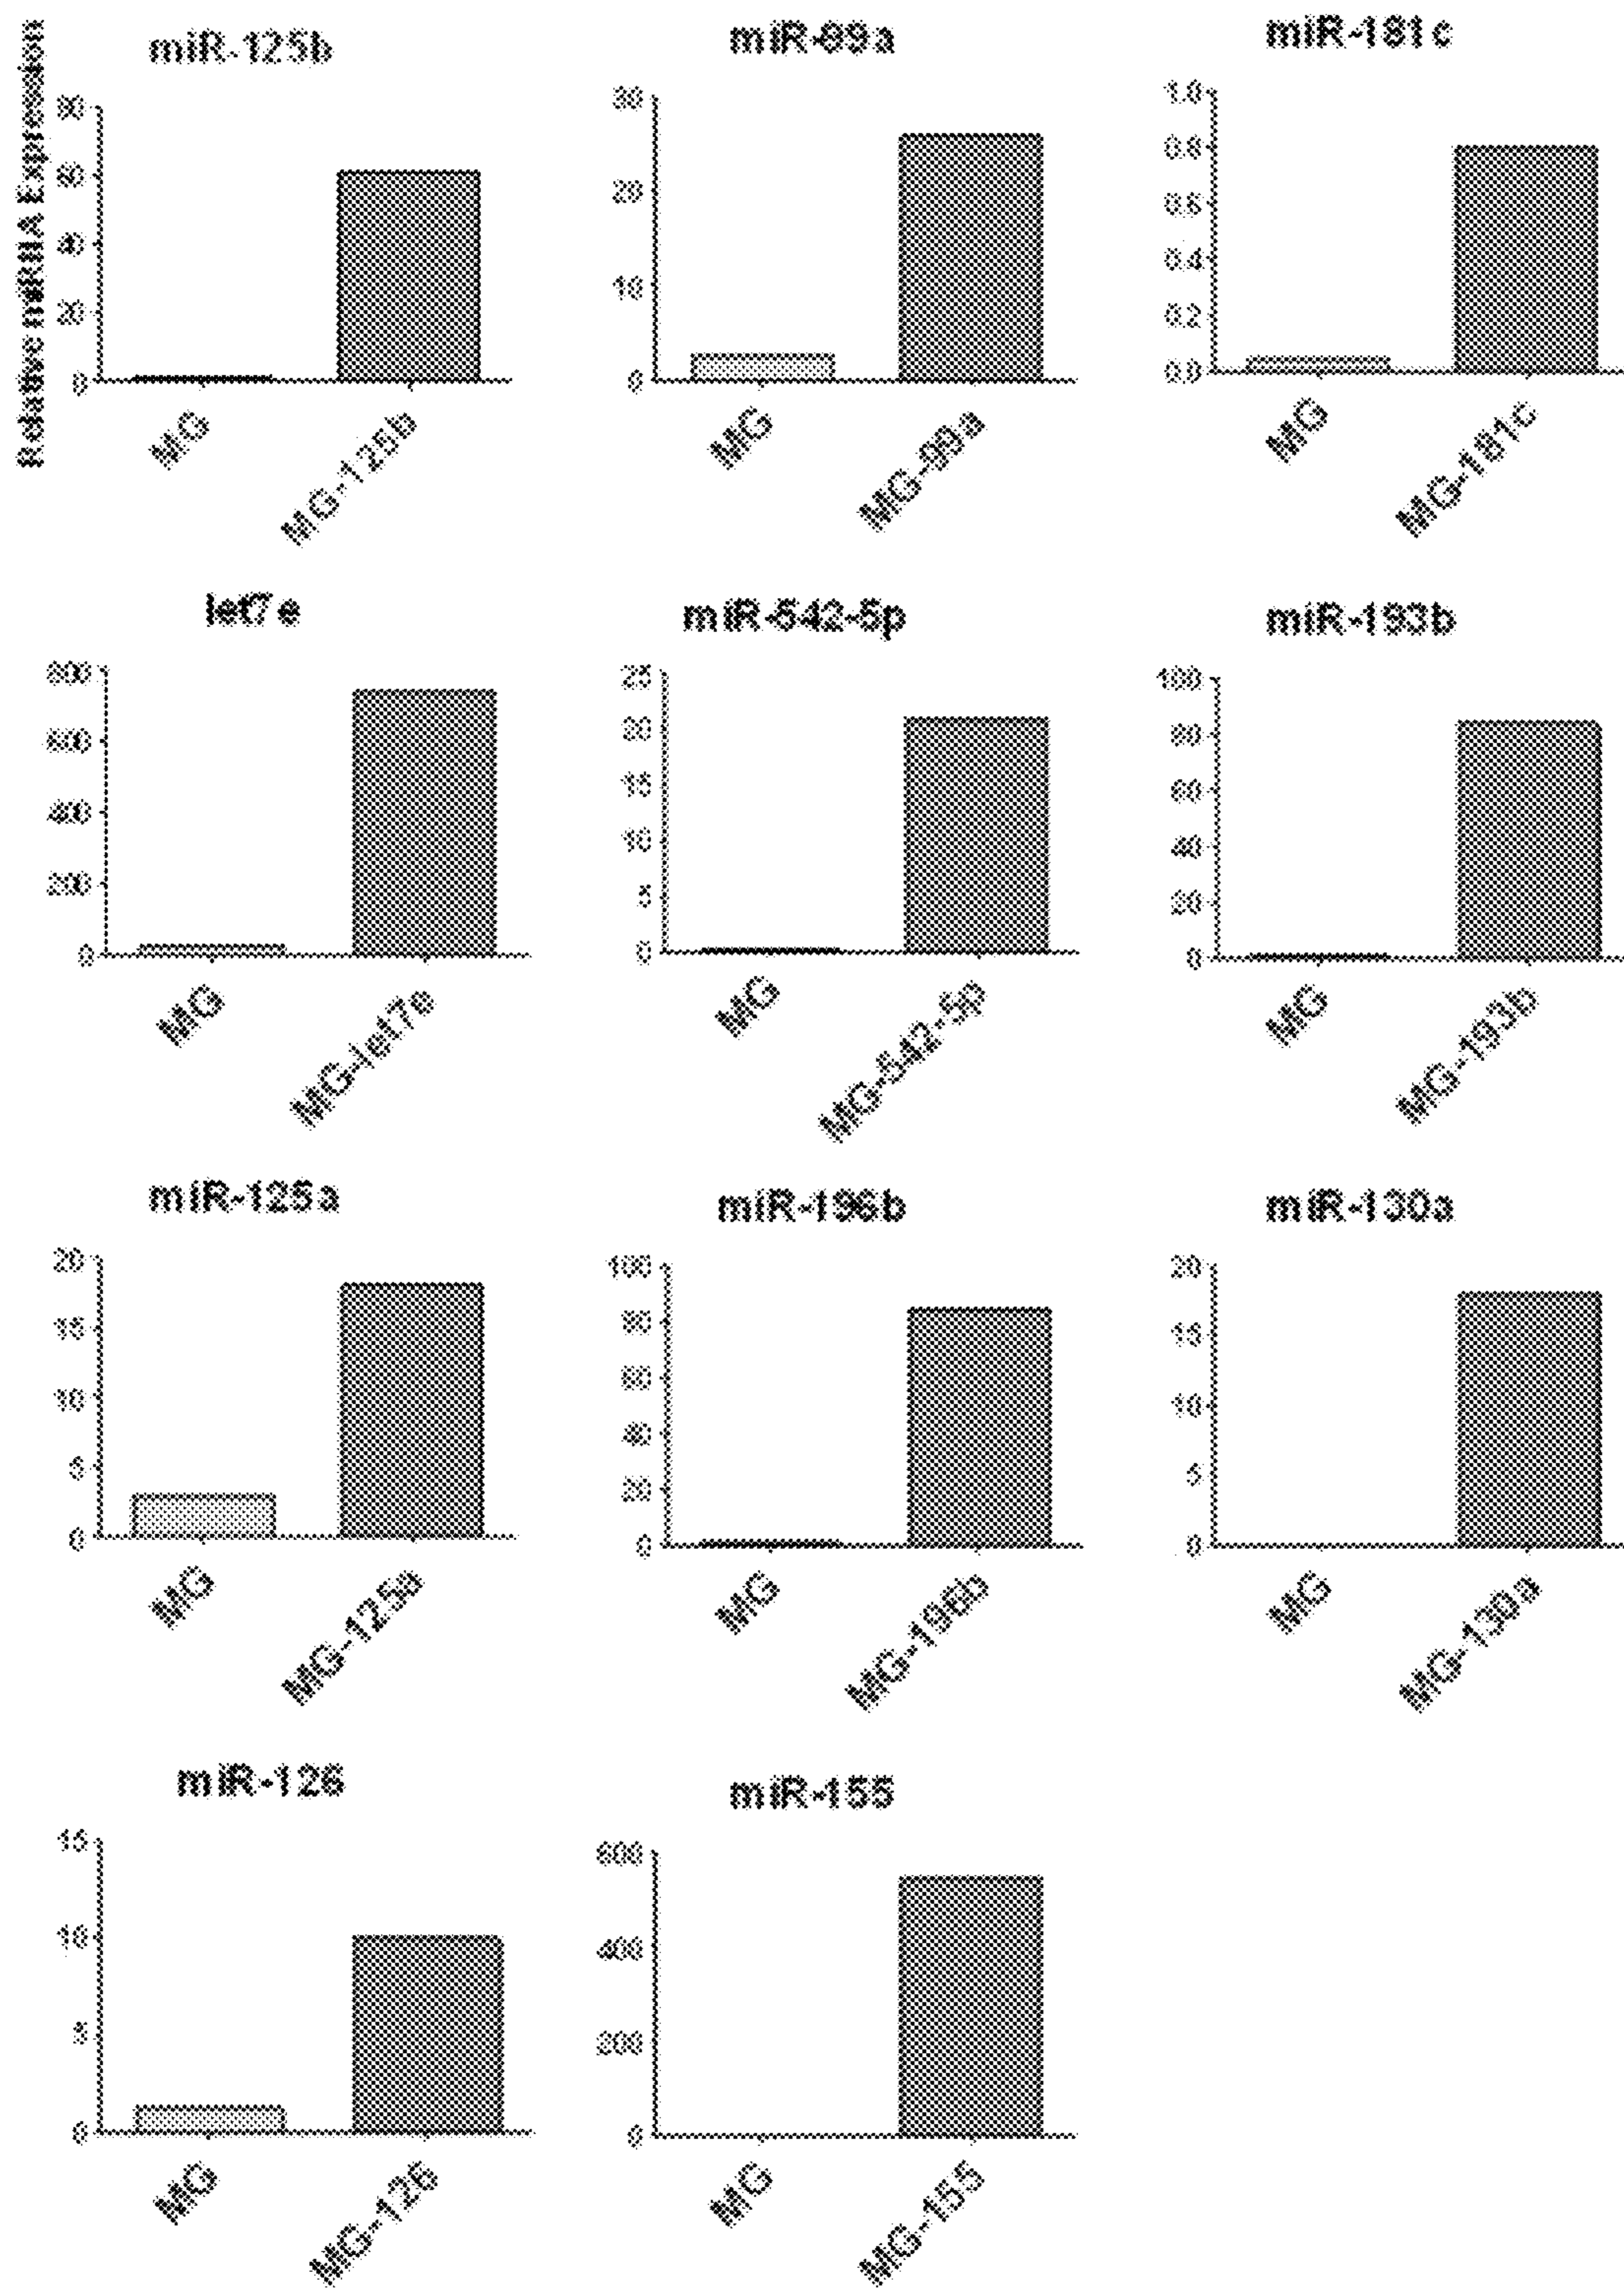 Relative miRNA Expression
miR-125b
80
60
40
20
0
MG
MG-125b
miR-99a
30
20
10
0
MG
MG-99a
miR-181c
1.0
0.8
0.6
0.4
0.2
0.0
MG
MG-181c
let7e
800
600
400
200
0
MG
MG-let7e
miR-542-5p
25
20
15
10
5
0
MG
MG-542-5p
miR-193b
100
80
60
40
20
0
MG
MG-193b
miR-125a
20
15
10
5
0
MG
MG-125a
miR-196b
100
80
60
40
20
0
MG
MG-196b
miR-130a
20
15
10
5
0
MG
MG-130a
miR-126
15
10
5
0
MG
MG-126
miR-155
600
400
200
0
MG
MG-155